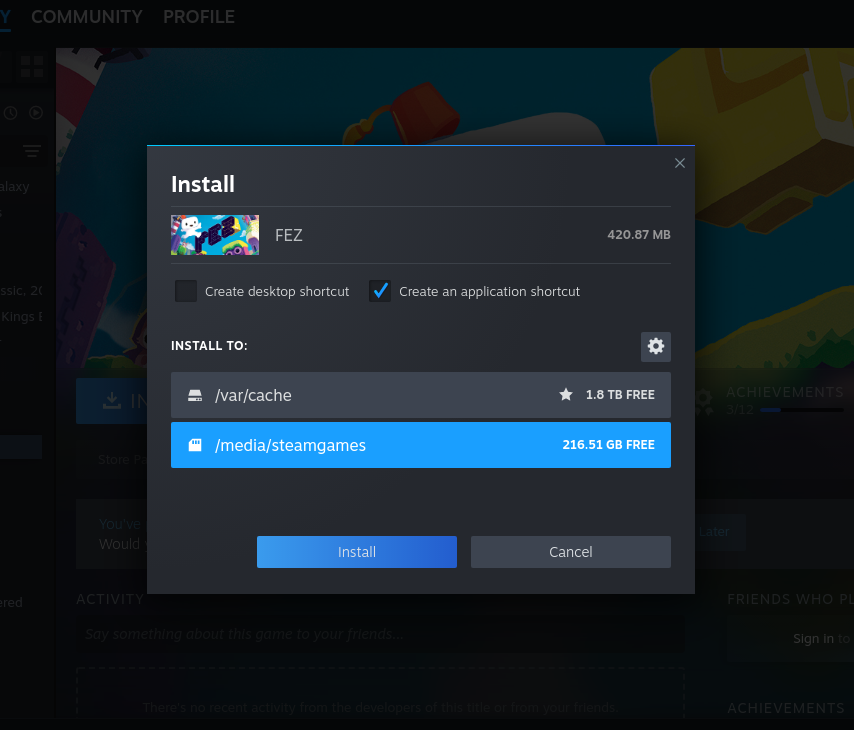 Y COMMUNITY PROFILE
alaxy
ssic, 20
Kings E
ered
Install
FEZ
FEZ 420.87 MB
Create desktop shortcut Create an application shortcut
INSTALL TO:
/var/cache 1.8 TB FREE
/media/steamgames 216.51 GB FREE
Install Cancel
IN
ACHIEVEMENTS
3/12
Store Pa
You've
Would y
Later
ACTIVITY
FRIENDS WHO PL
Say something about this game to your friends...
Sign in to
There's no recent activity from the developers of this title or from your friends.
ACHIEVEMENTS